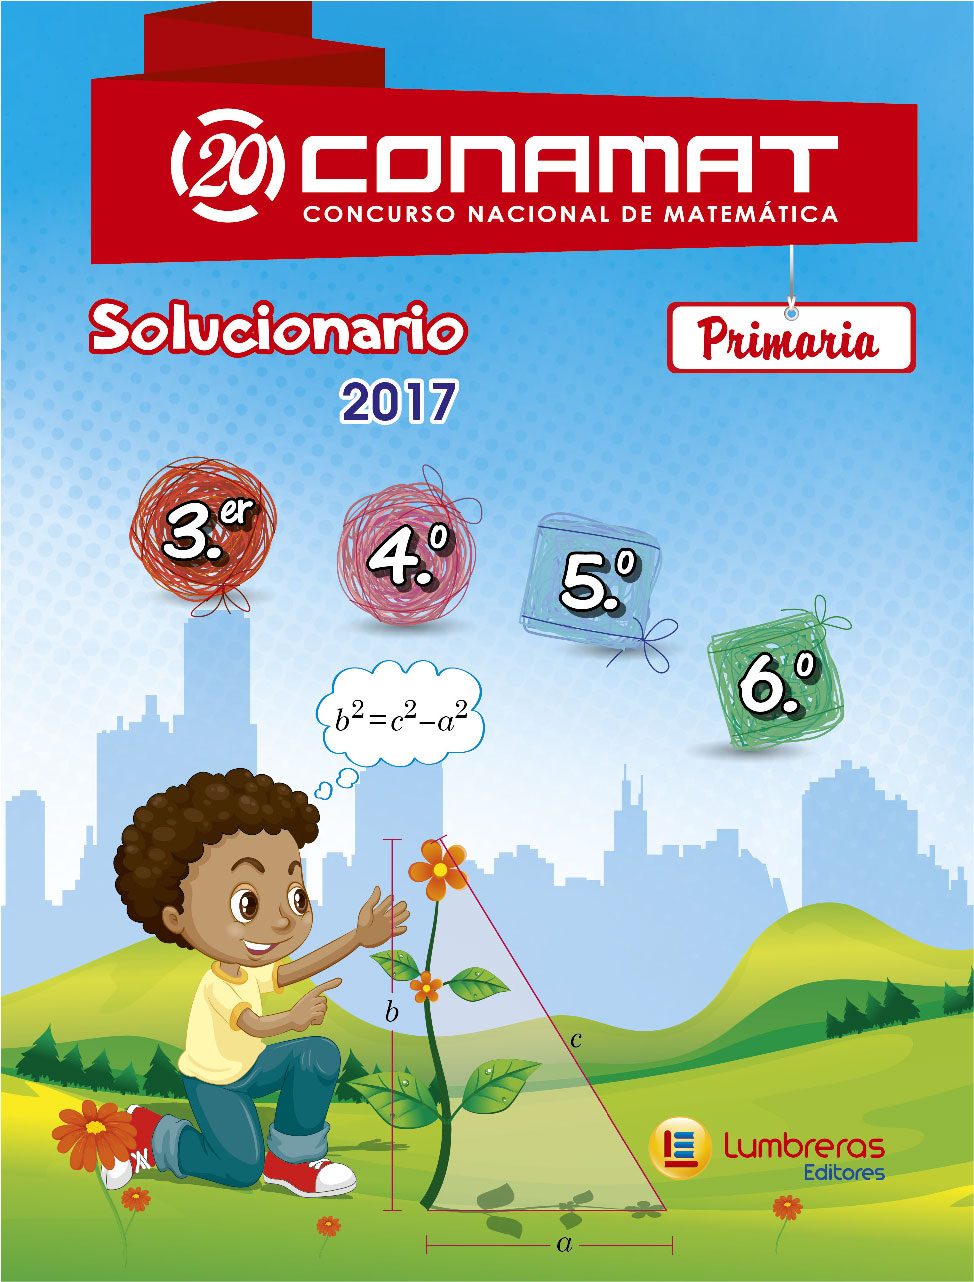 20 CONAMAT
CONCURSO NACIONAL DE MATEMÁTICA
Solucionario
Primaria
2017
3.er
4.º
5.º
6.º
b²=c²−a²
b
c
a
Lumbreras
Editores